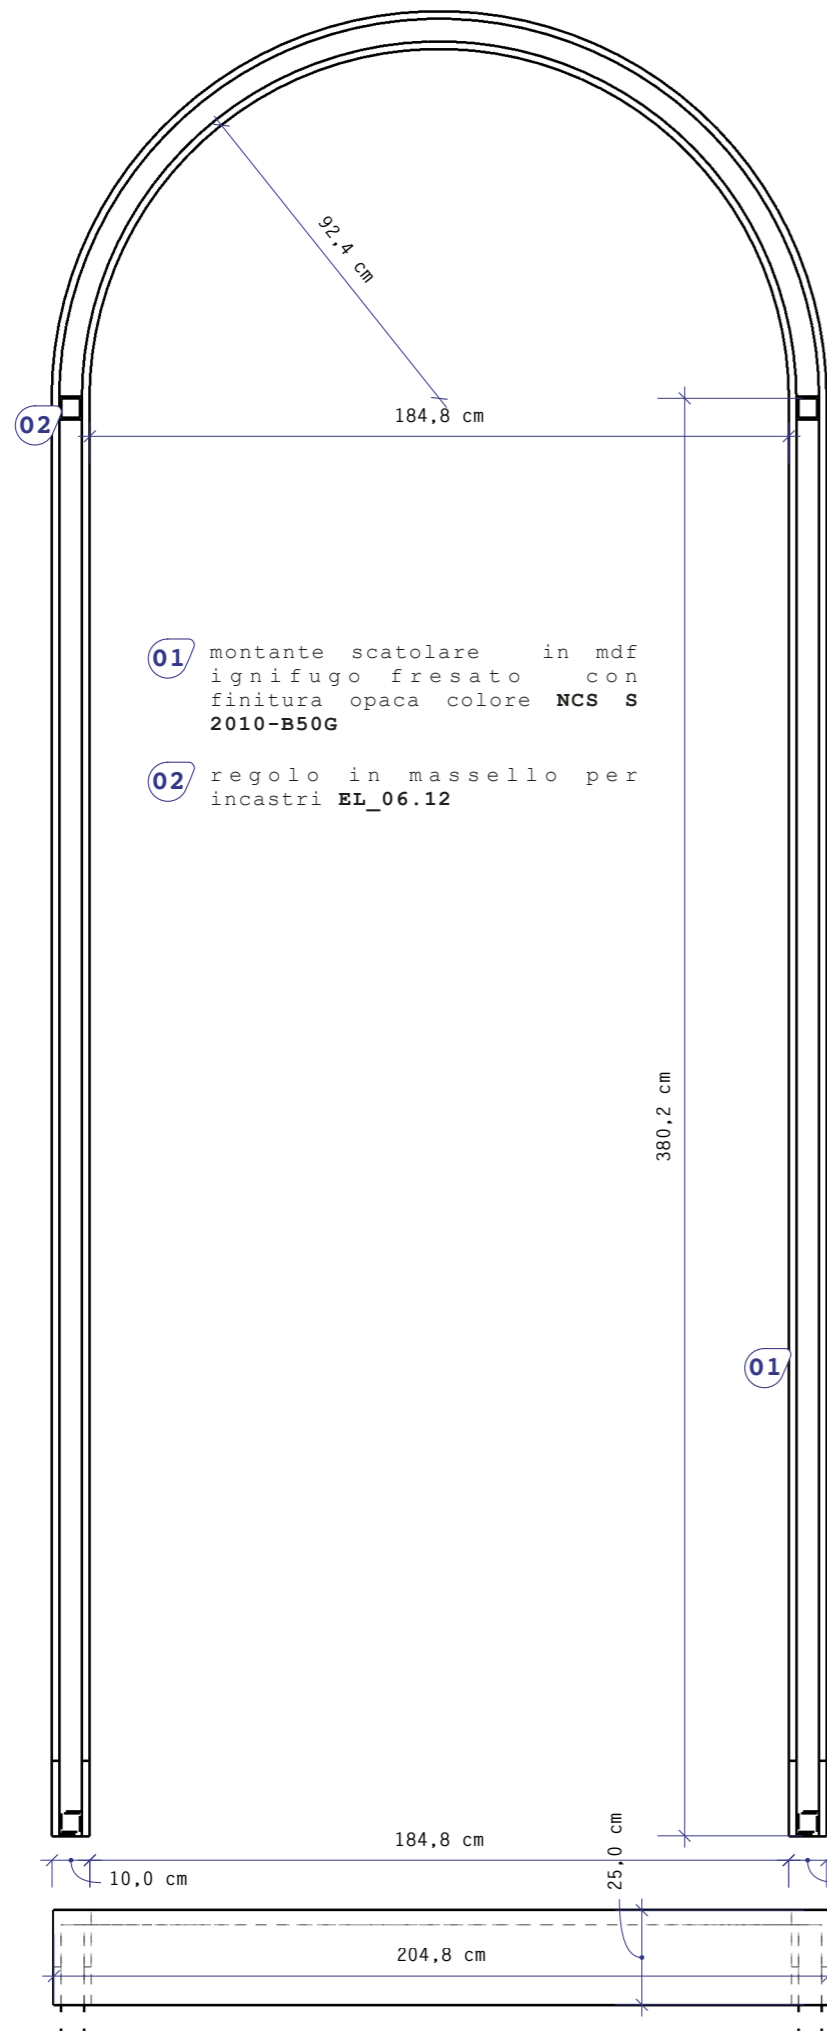 92,4 cm
02
184,8 cm
01 montante scatolare in mdf
ignifugo fresato con
finitura opaca colore NCS S
2010-B50G
02 regolo in massello per
incastri EL_06.12
380,2 cm
01
184,8 cm
25,0 cm
10,0 cm
204,8 cm